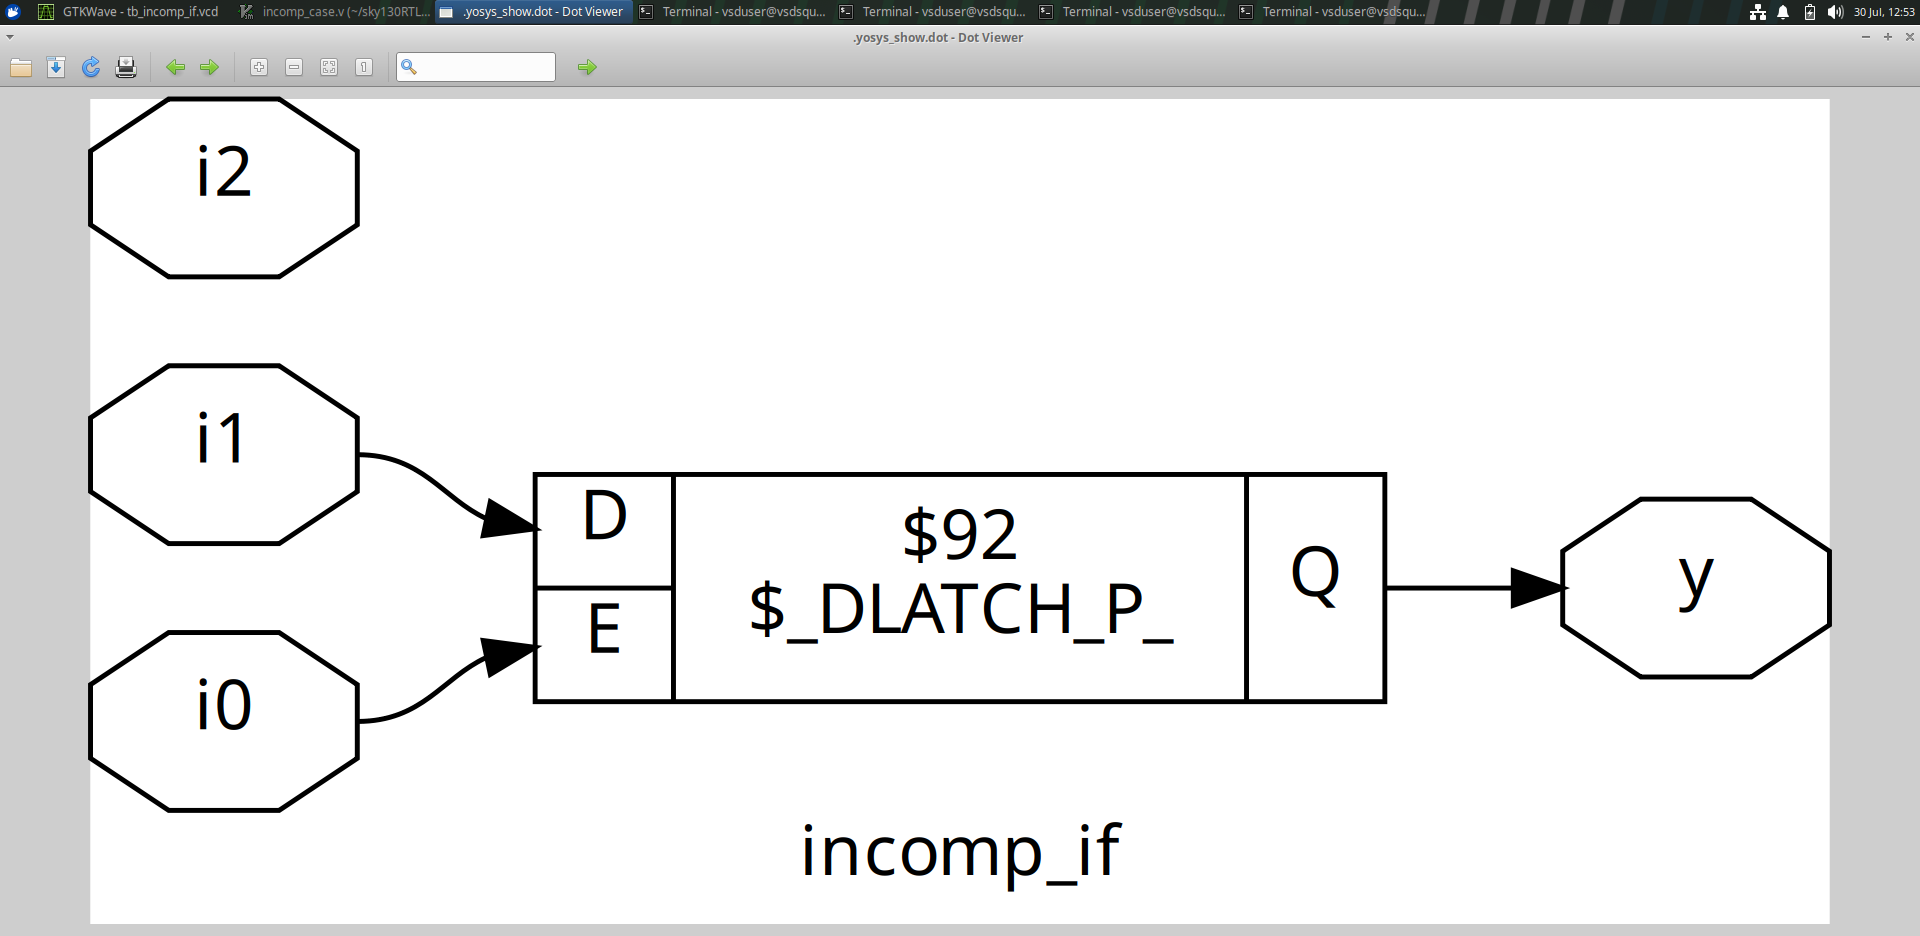 GTKWave - tb_incomp_if.vcd
incomp_case.v (~/sky130RTL...
.yosys_show.dot - Dot Viewer
Terminal - vsduser@vsdsqu...
Terminal - vsduser@vsdsqu...
Terminal - vsduser@vsdsqu...
Terminal - vsduser@vsdsqu...
30 Jul, 12:53
.yosys_show.dot - Dot Viewer
i2
i1
i0
D
E
$92
$_DLATCH_P_
Q
y
incomp_if